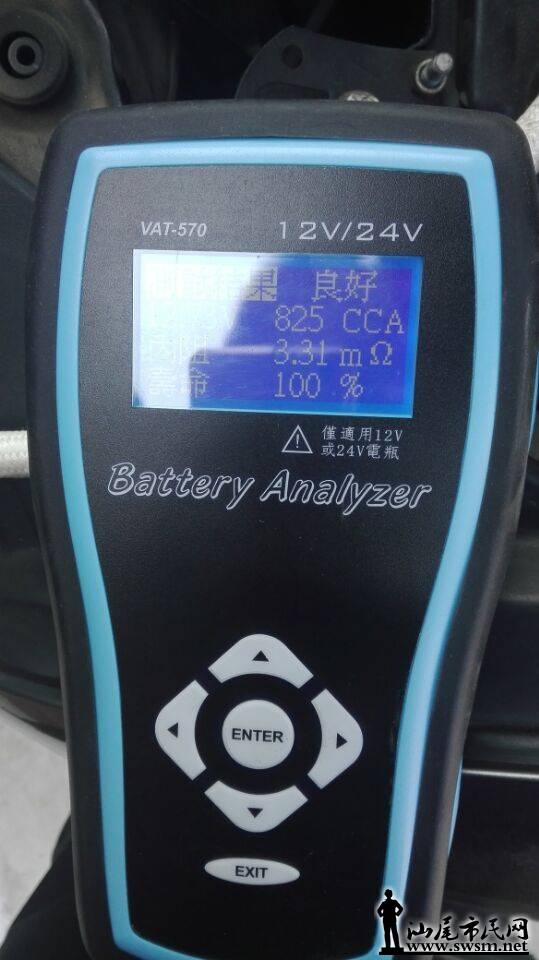 VAT-570
12V/24V
結果 良好
825 CCA
內阻 3.31 mΩ
壽命 100 %
僅適用12V
或24V電瓶
Battery Analyzer
ENTER
EXIT
汕尾市民网
www.swsm.net